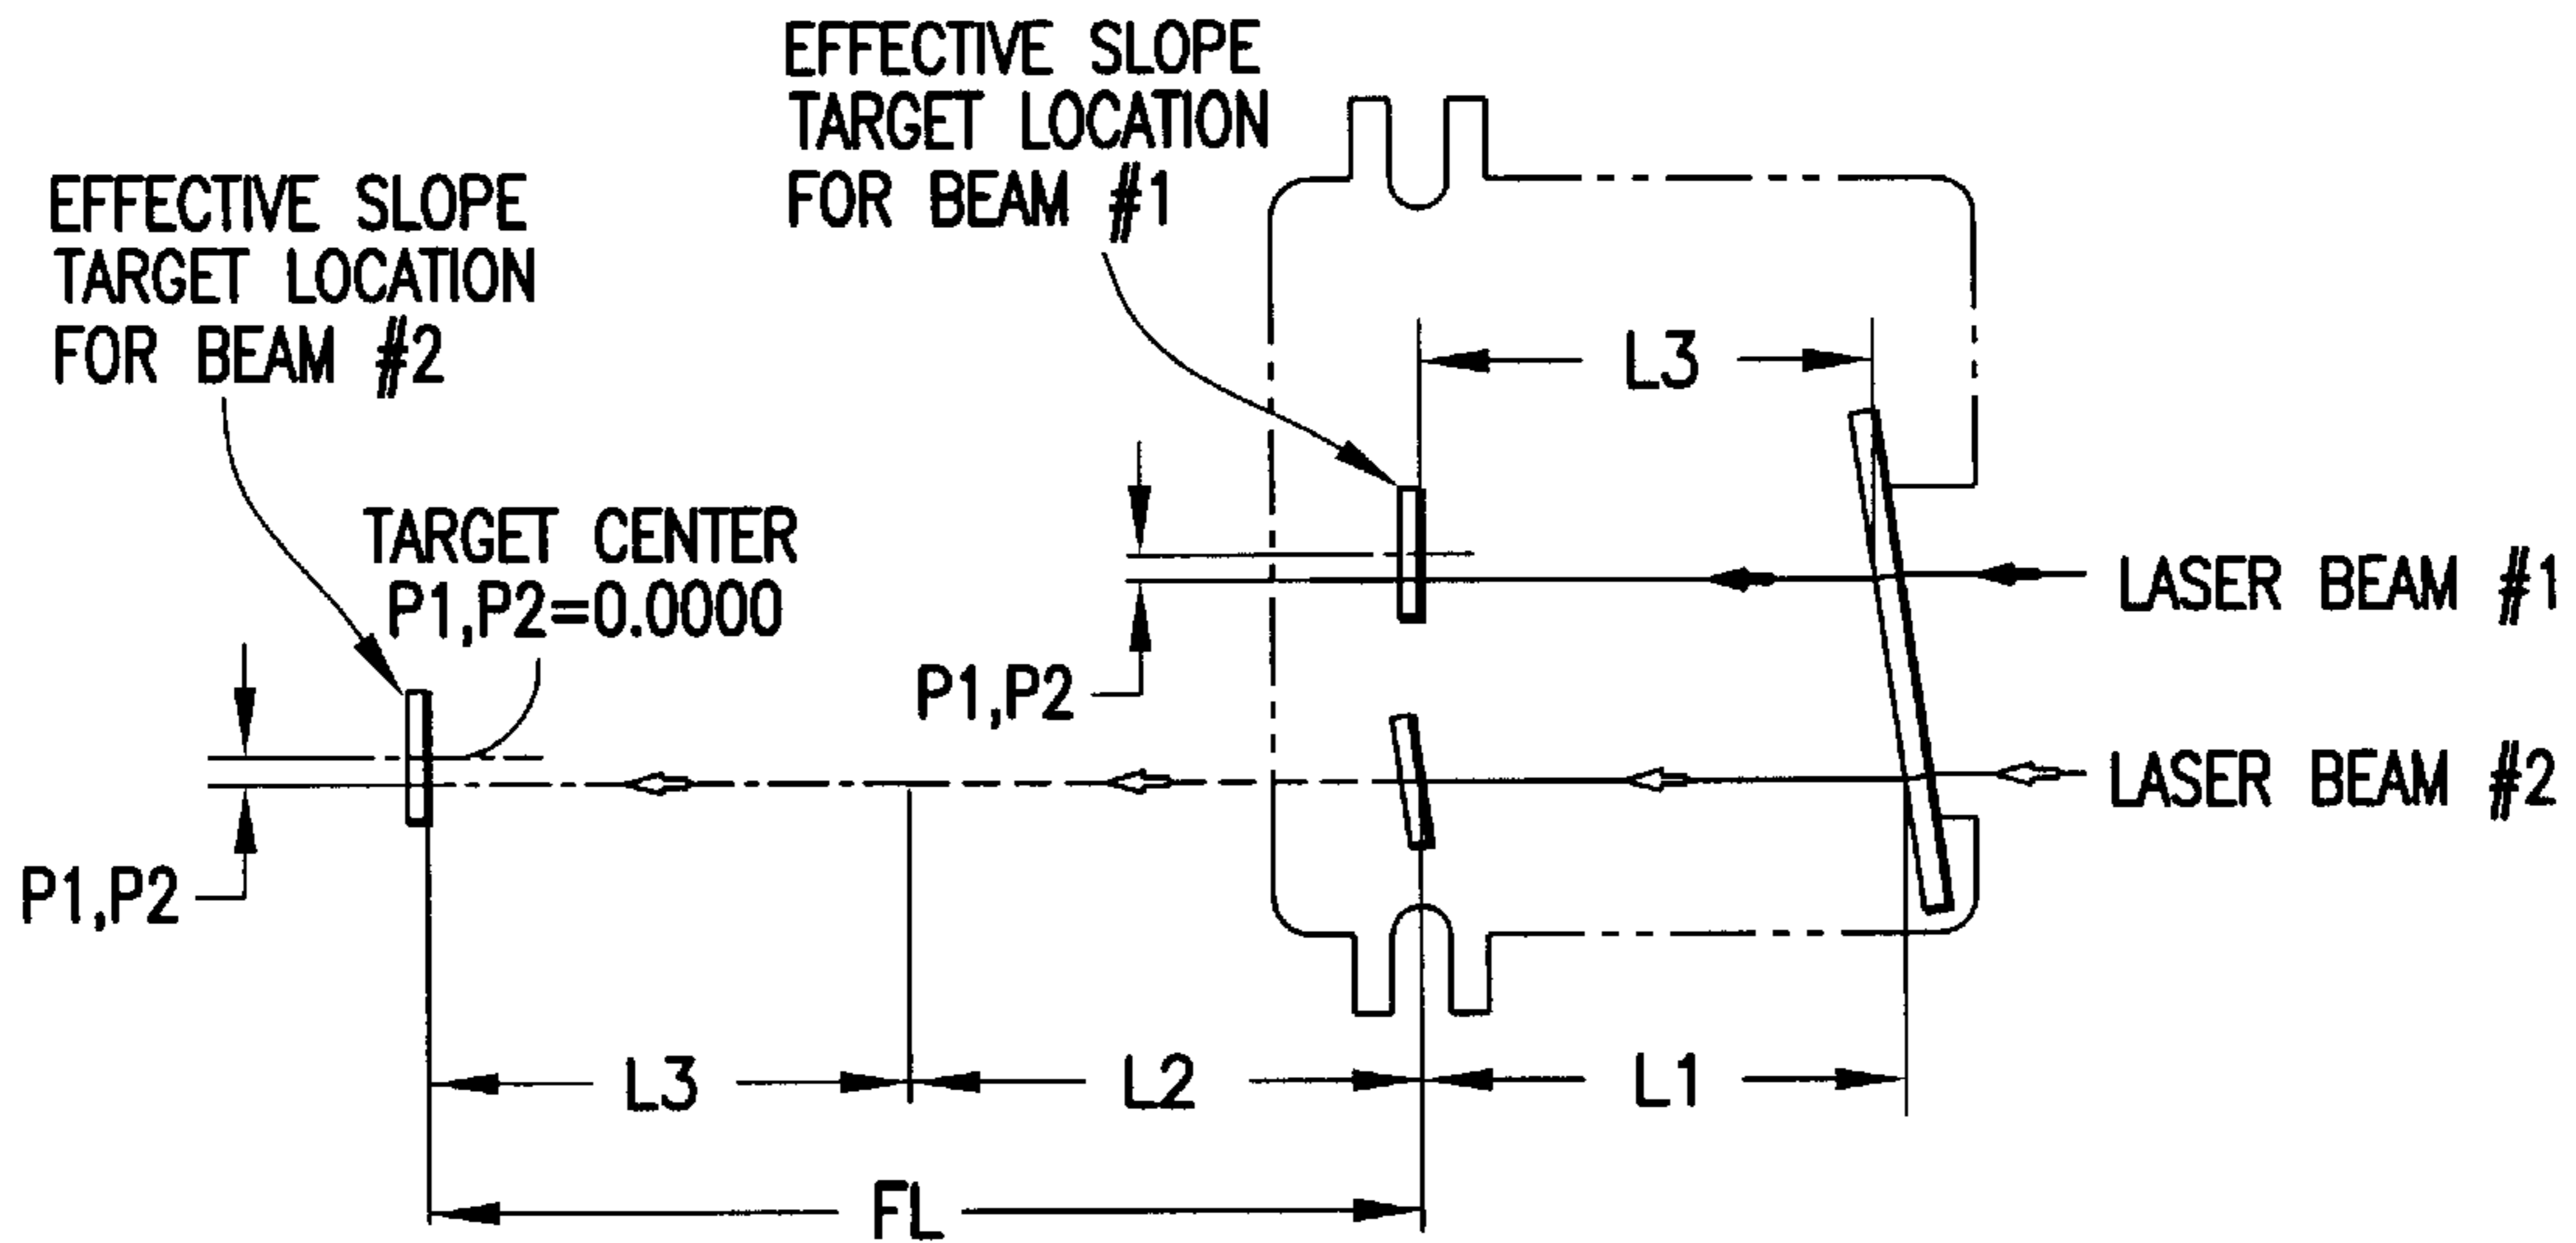 EFFECTIVE SLOPE
TARGET LOCATION
FOR BEAM #1
EFFECTIVE SLOPE
TARGET LOCATION
FOR BEAM #2
TARGET CENTER
P1,P2=0.0000
L3
LASER BEAM #1
P1,P2
LASER BEAM #2
P1,P2
L3
L2
L1
FL